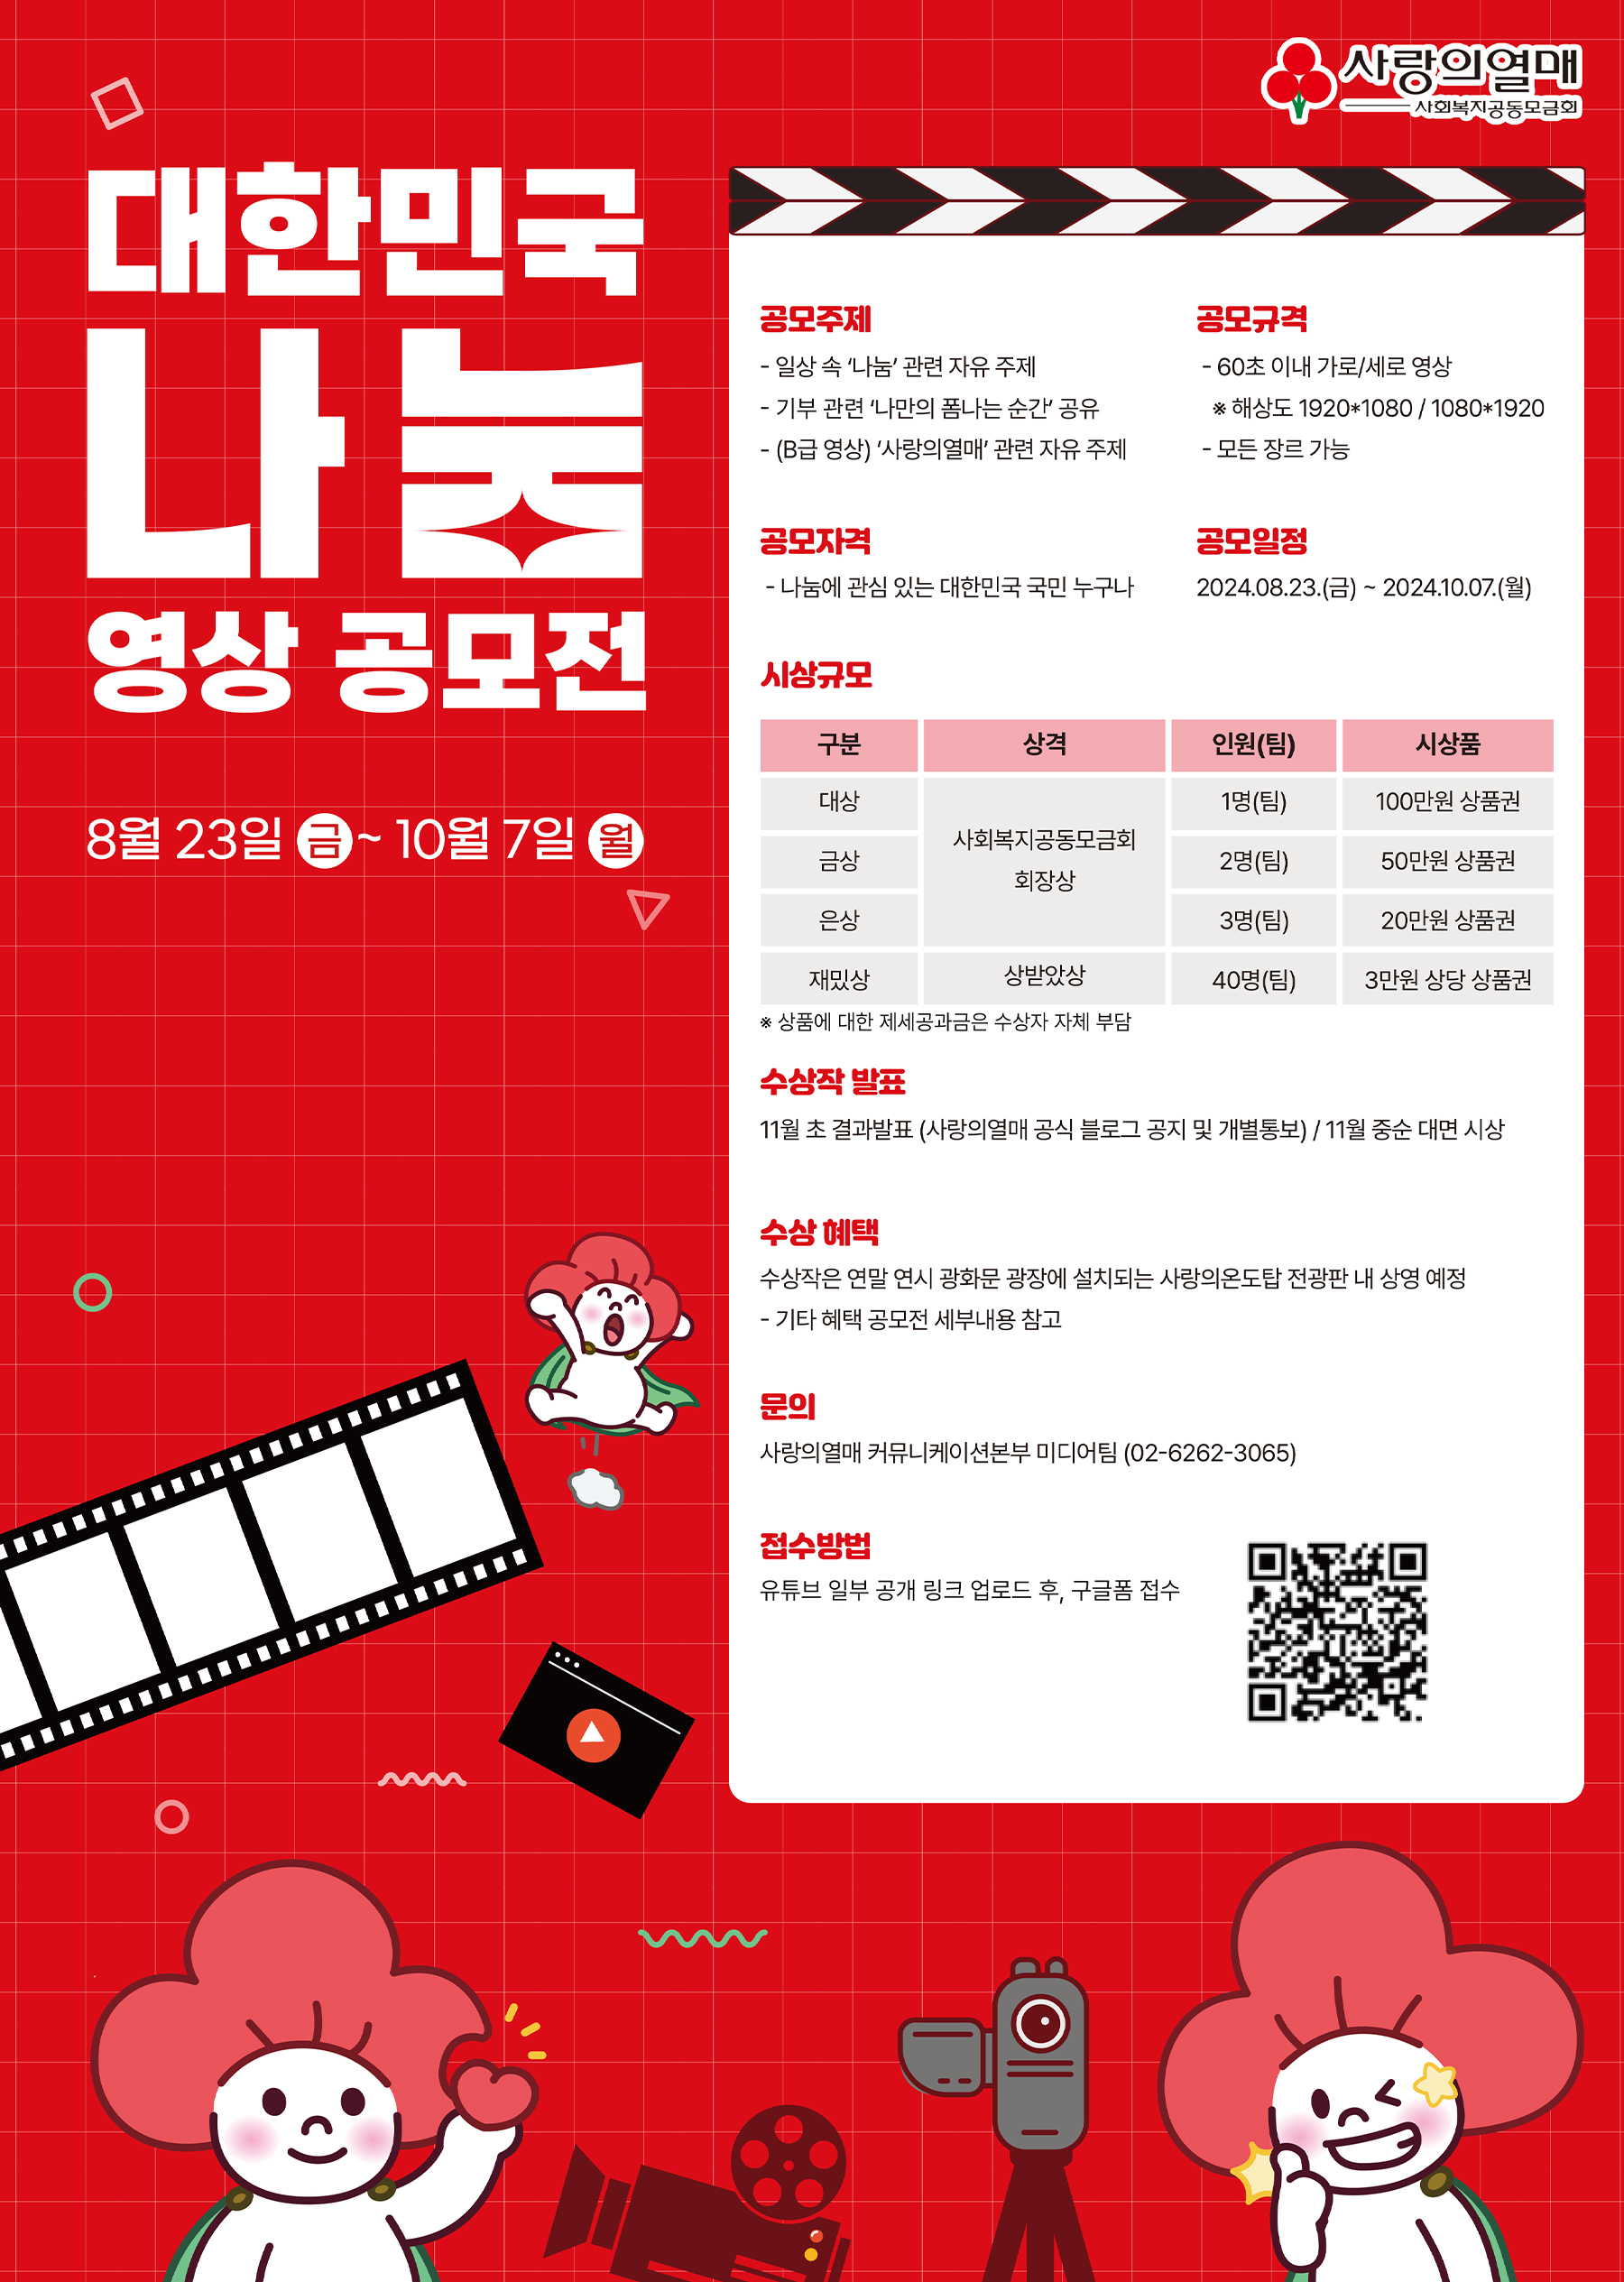 사랑의열매
사회복지공동모금회
대한민국
나눔
영상 공모전
8월 23일 금 ~ 10월 7일 월
공모주제
- 일상 속 ‘나눔’ 관련 자유 주제
- 기부 관련 ‘나만의 폼나는 순간’ 공유
- (B급 영상) ‘사랑의열매’ 관련 자유 주제
공모규격
- 60초 이내 가로/세로 영상
※ 해상도 1920*1080 / 1080*1920
- 모든 장르 가능
공모자격
- 나눔에 관심 있는 대한민국 국민 누구나
공모일정
2024.08.23.(금) ~ 2024.10.07.(월)
시상규모
구분 상격 인원(팀) 시상품
대상 사회복지공동모금회 회장상 1명(팀) 100만원 상품권
금상 2명(팀) 50만원 상품권
은상 3명(팀) 20만원 상품권
재밌상 상받았상 40명(팀) 3만원 상당 상품권
※ 상품에 대한 제세공과금은 수상자 자체 부담
수상작 발표
11월 초 결과발표 (사랑의열매 공식 블로그 공지 및 개별통보) / 11월 중순 대면 시상
수상 혜택
수상작은 연말 연시 광화문 광장에 설치되는 사랑의온도탑 전광판 내 상영 예정
- 기타 혜택 공모전 세부내용 참고
문의
사랑의열매 커뮤니케이션본부 미디어팀 (02-6262-3065)
접수방법
유튜브 일부 공개 링크 업로드 후, 구글폼 접수